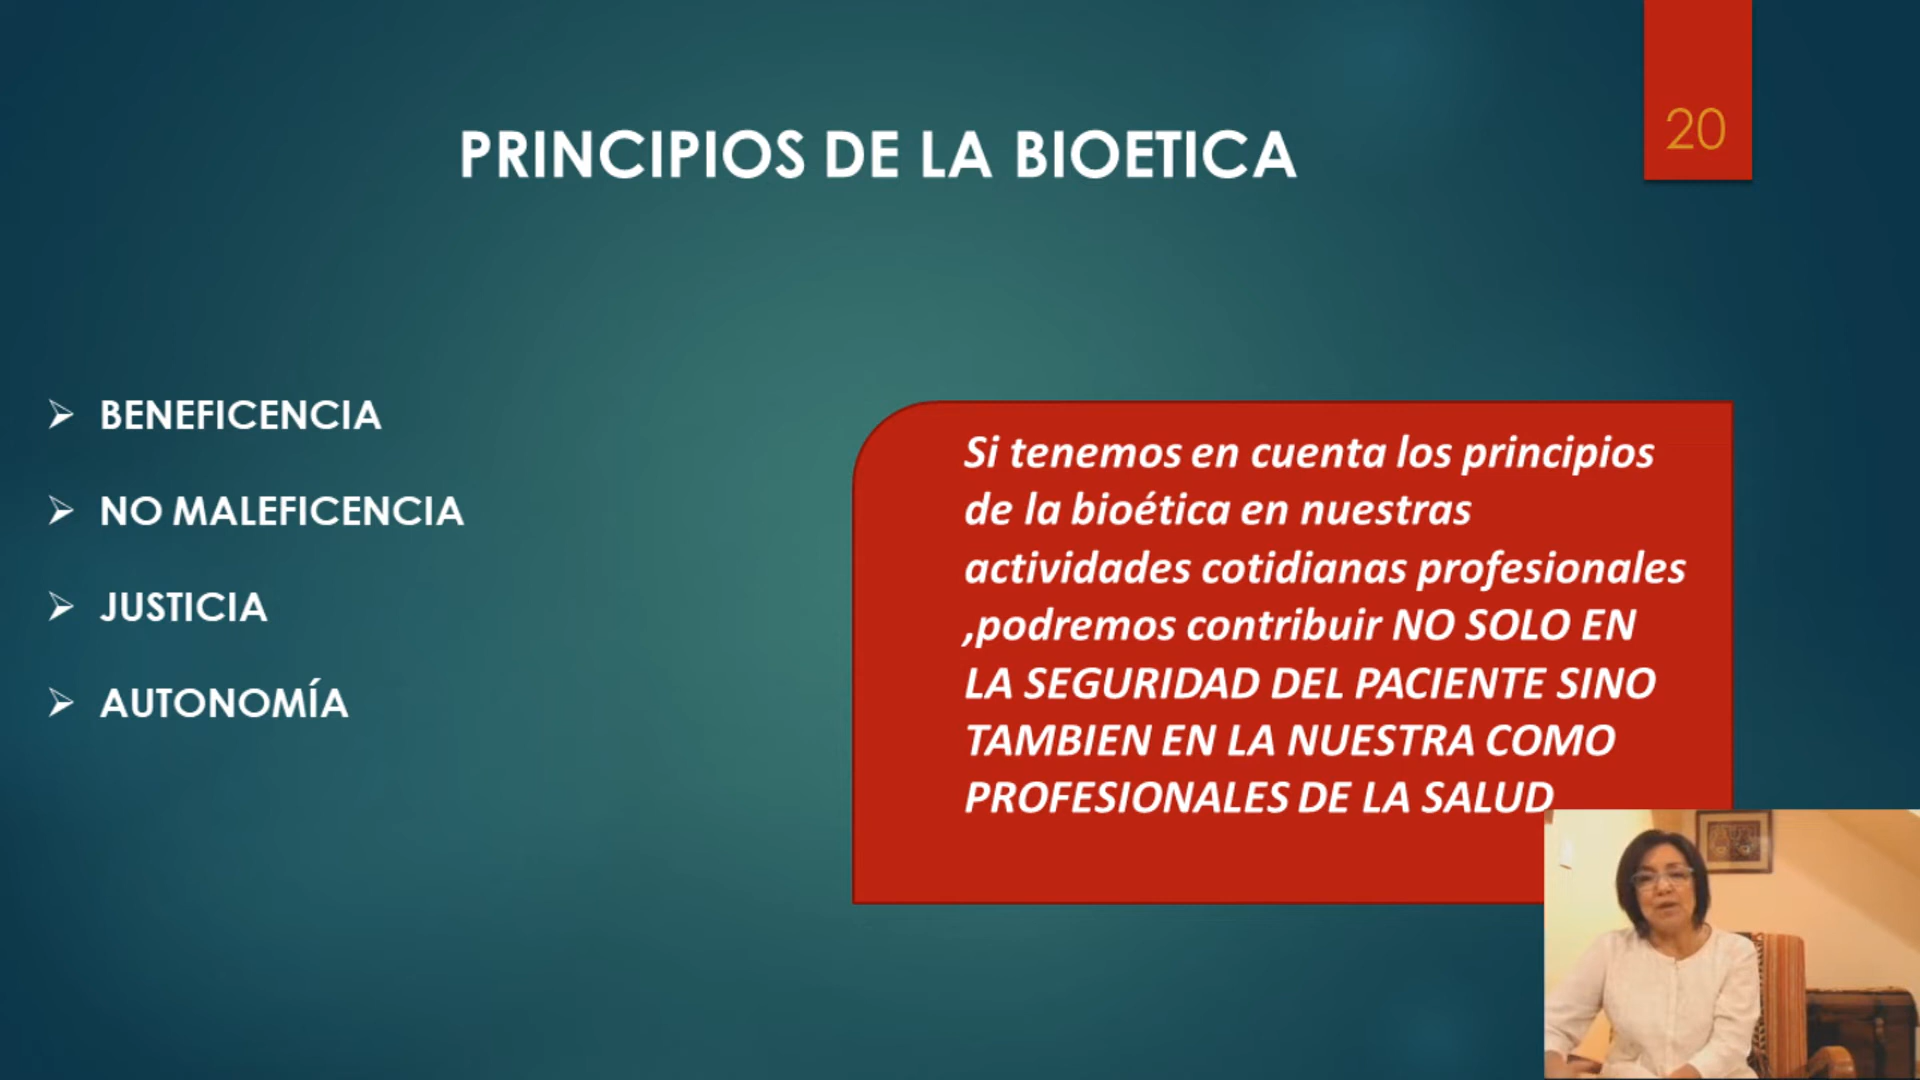 PRINCIPIOS DE LA BIOETICA
20
BENEFICENCIA
NO MALEFICENCIA
JUSTICIA
AUTONOMÍA
Si tenemos en cuenta los principios
de la bioética en nuestras
actividades cotidianas profesionales
,podremos contribuir NO SOLO EN
LA SEGURIDAD DEL PACIENTE SINO
TAMBIEN EN LA NUESTRA COMO
PROFESIONALES DE LA SALUD